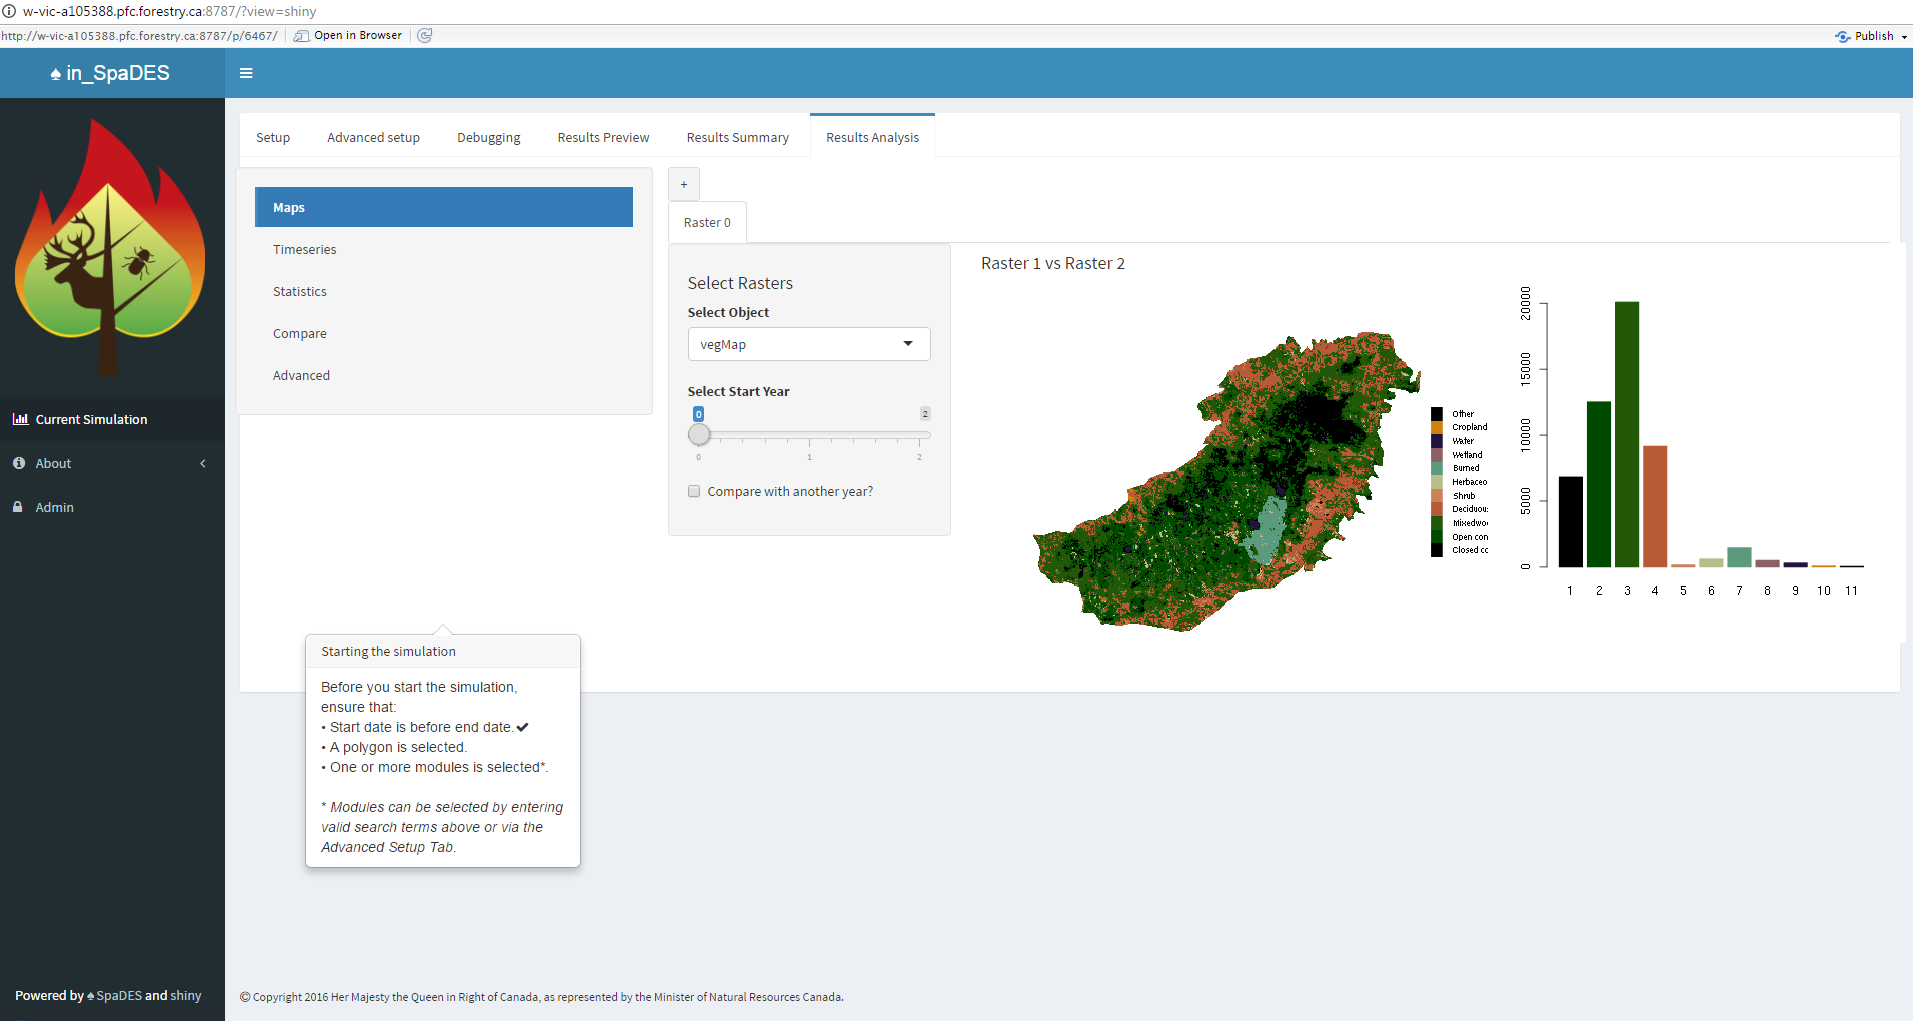 w-vic-a105388.pfc.forestry.ca:8787/?view=shiny
http://w-vic-a105388.pfc.forestry.ca:8787/p/6467/
Open in Browser
Publish
♠ in_SpaDES
Setup
Advanced setup
Debugging
Results Preview
Results Summary
Results Analysis
Current Simulation
About
Admin
Maps
Timeseries
Statistics
Compare
Advanced
+
Raster 0
Select Rasters
Select Object
vegMap
Select Start Year
0
2
0
1
2
Compare with another year?
Raster 1 vs Raster 2
Other
Cropland
Water
Wetland
Burned
Herbaceo
Shrub
Deciduou
Mixedwo
Open con
Closed cc
0
5000
10000
15000
20000
1 2 3 4 5 6 7 8 9 10 11
Starting the simulation
Before you start the simulation,
ensure that:
• Start date is before end date.✔
• A polygon is selected.
• One or more modules is selected*.
* Modules can be selected by entering
valid search terms above or via the
Advanced Setup Tab.
Powered by ♠SpaDES and shiny
© Copyright 2016 Her Majesty the Queen in Right of Canada, as represented by the Minister of Natural Resources Canada.